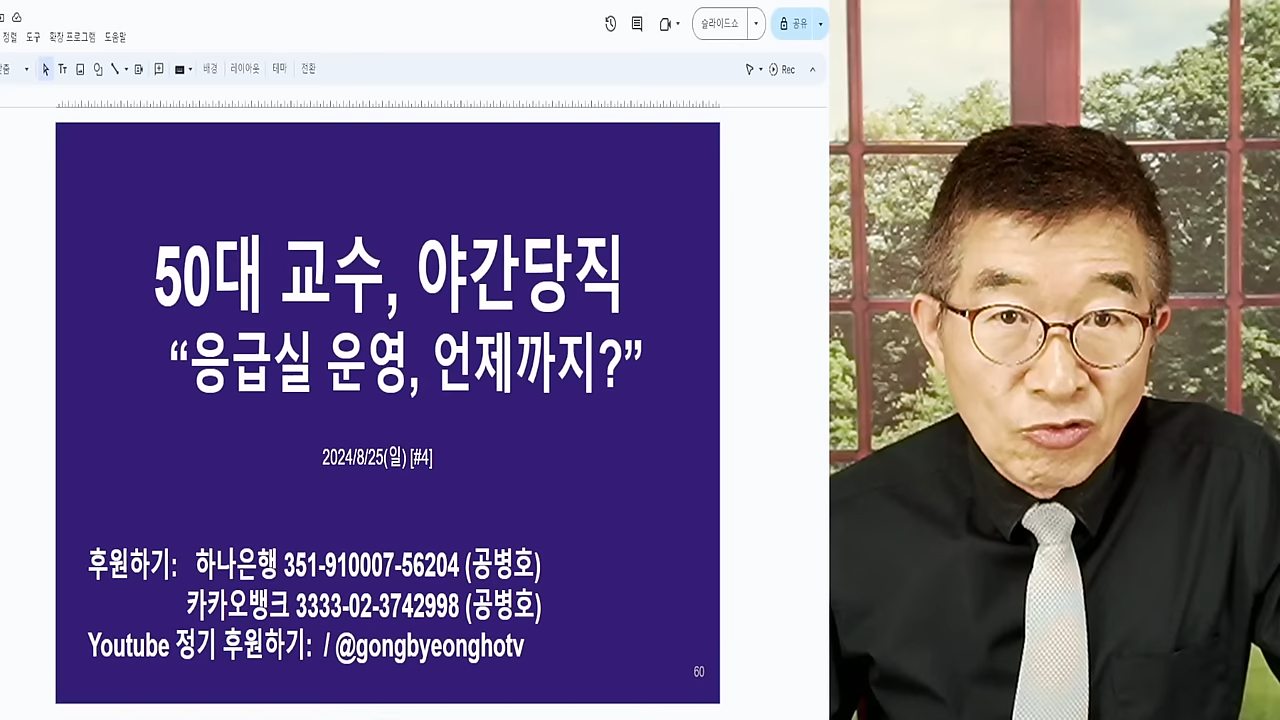 정렬 도구 확장 프로그램 도움말
슬라이드쇼
공유
배경 레이아웃 테마 전환
Rec
50대 교수, 야간당직
“응급실 운영, 언제까지?”
2024/8/25(일) [#4]
후원하기: 하나은행 351-910007-56204 (공병호)
카카오뱅크 3333-02-3742998 (공병호)
Youtube 정기 후원하기: / @gongbyeonghotv
60